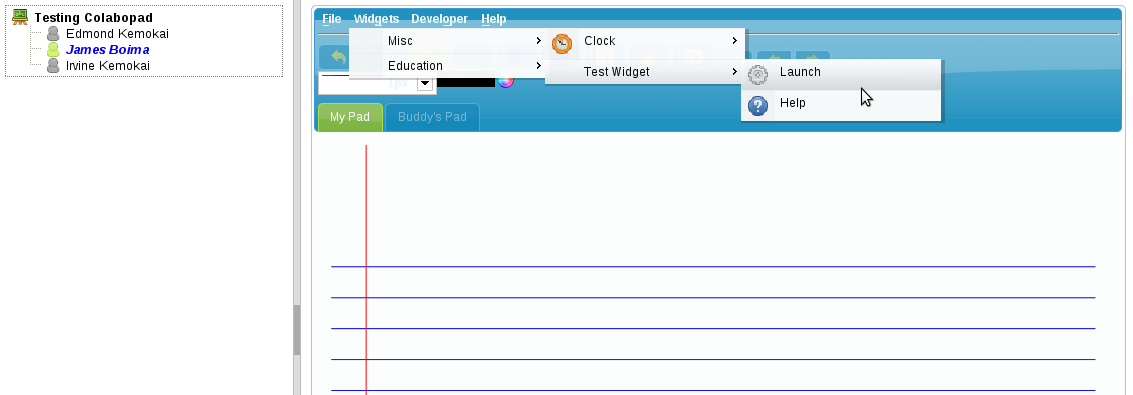 Testing Colabopad
Edmond Kemokai
James Boima
Irvine Kemokai
File Widgets Developer Help
Misc
Education
Clock
Test Widget
Launch
Help
1px
My Pad Buddy's Pad